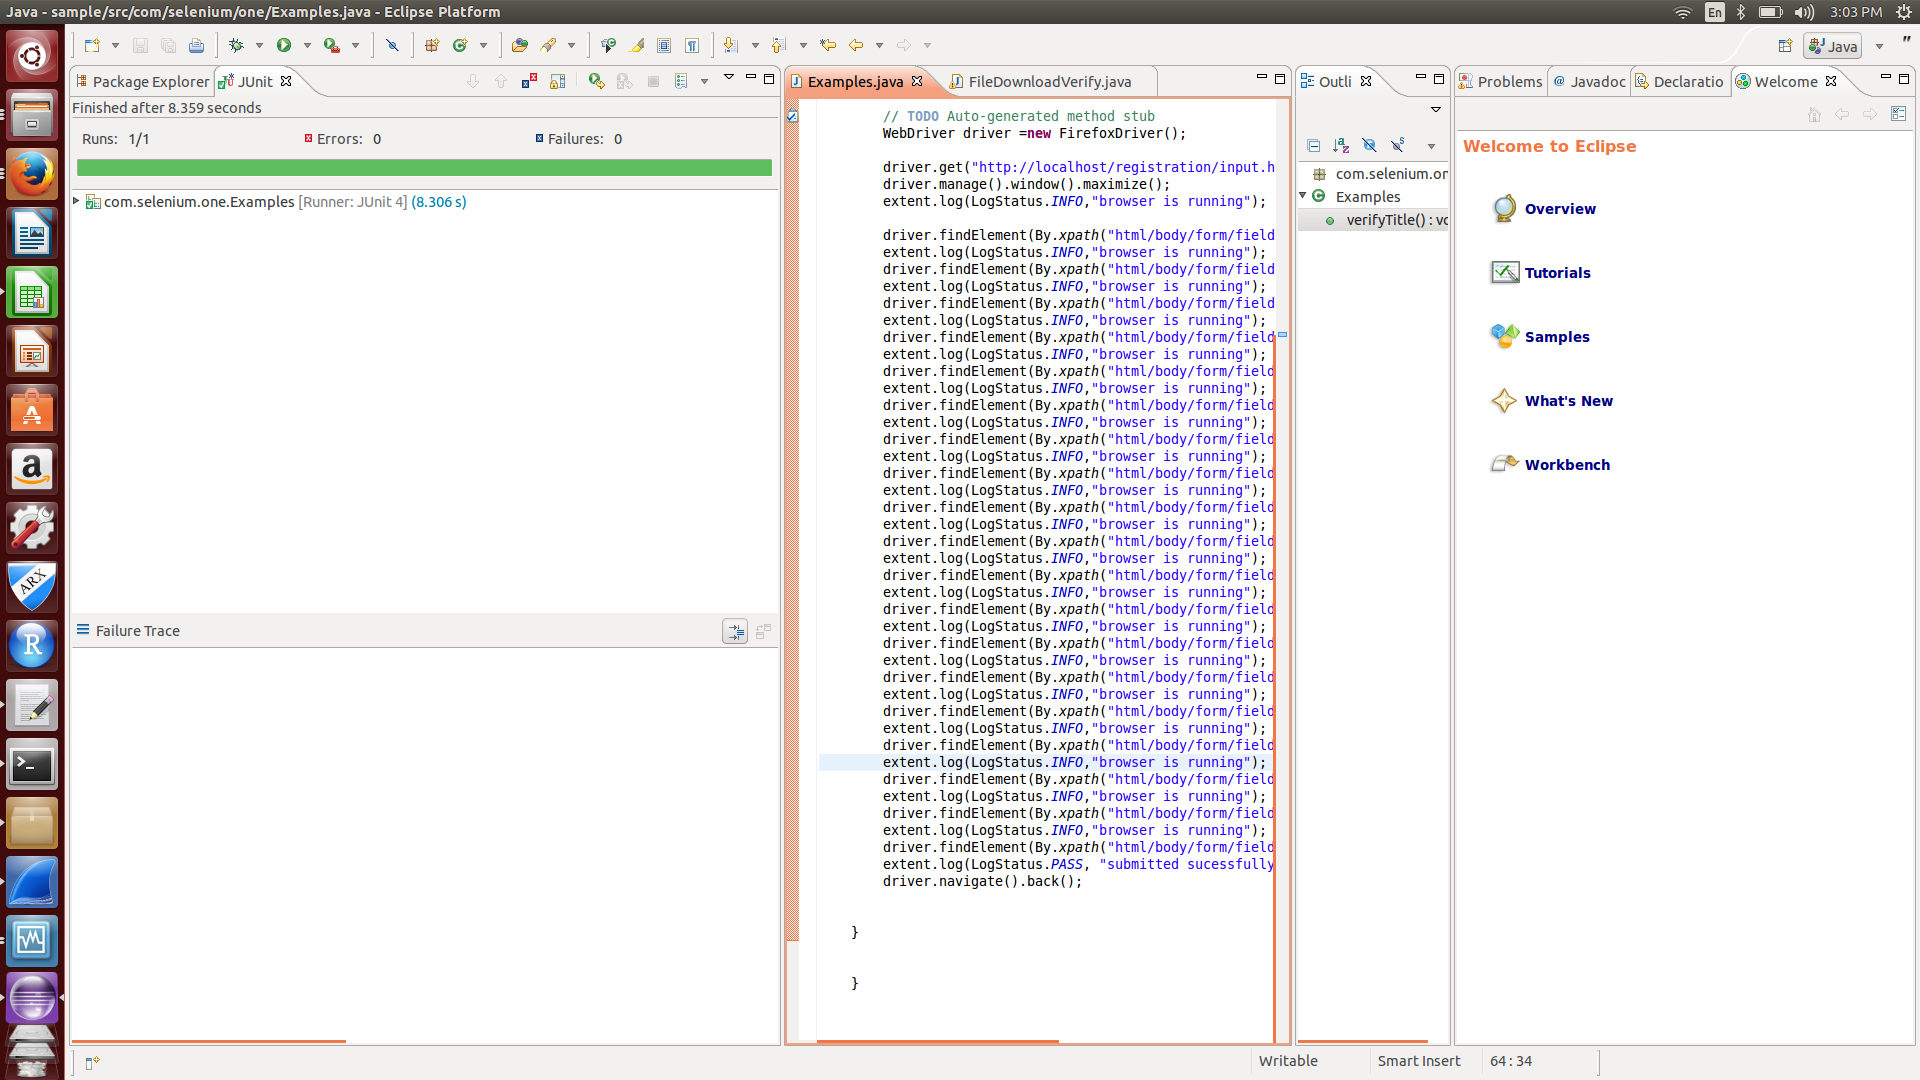 Java - sample/src/com/selenium/one/Examples.java - Eclipse Platform
En
3:03 PM
Java
Package Explorer
JUnit
Finished after 8.359 seconds
Runs: 1/1
Errors: 0
Failures: 0
com.selenium.one.Examples [Runner: JUnit 4] (8.306 s)
Failure Trace
Examples.java
FileDownloadVerify.java
// TODO Auto-generated method stub
WebDriver driver =new FirefoxDriver();
driver.get("http://localhost/registration/input.h
driver.manage().window().maximize();
extent.log(LogStatus.INFO,"browser is running");
driver.findElement(By.xpath("html/body/form/field
extent.log(LogStatus.INFO,"browser is running");
driver.findElement(By.xpath("html/body/form/field
extent.log(LogStatus.INFO,"browser is running");
driver.findElement(By.xpath("html/body/form/field
extent.log(LogStatus.INFO,"browser is running");
driver.findElement(By.xpath("html/body/form/field
extent.log(LogStatus.INFO,"browser is running");
driver.findElement(By.xpath("html/body/form/field
extent.log(LogStatus.INFO,"browser is running");
driver.findElement(By.xpath("html/body/form/field
extent.log(LogStatus.INFO,"browser is running");
driver.findElement(By.xpath("html/body/form/field
extent.log(LogStatus.INFO,"browser is running");
driver.findElement(By.xpath("html/body/form/field
extent.log(LogStatus.INFO,"browser is running");
driver.findElement(By.xpath("html/body/form/field
extent.log(LogStatus.INFO,"browser is running");
driver.findElement(By.xpath("html/body/form/field
extent.log(LogStatus.INFO,"browser is running");
driver.findElement(By.xpath("html/body/form/field
extent.log(LogStatus.INFO,"browser is running");
driver.findElement(By.xpath("html/body/form/field
extent.log(LogStatus.INFO,"browser is running");
driver.findElement(By.xpath("html/body/form/field
extent.log(LogStatus.INFO,"browser is running");
driver.findElement(By.xpath("html/body/form/field
extent.log(LogStatus.INFO,"browser is running");
driver.findElement(By.xpath("html/body/form/field
extent.log(LogStatus.INFO,"browser is running");
driver.findElement(By.xpath("html/body/form/field
extent.log(LogStatus.INFO,"browser is running");
driver.findElement(By.xpath("html/body/form/field
extent.log(LogStatus.INFO,"browser is running");
driver.findElement(By.xpath("html/body/form/field
extent.log(LogStatus.INFO,"browser is running");
driver.findElement(By.xpath("html/body/form/field
extent.log(LogStatus.PASS, "submitted sucessfully
driver.navigate().back();
}
}
Outli
com.selenium.or
Examples
verifyTitle() : vo
Problems
@ Javadoc
Declaratio
Welcome
Welcome to Eclipse
Overview
Tutorials
Samples
What's New
Workbench
ARX
R
Writable
Smart Insert
64 : 34